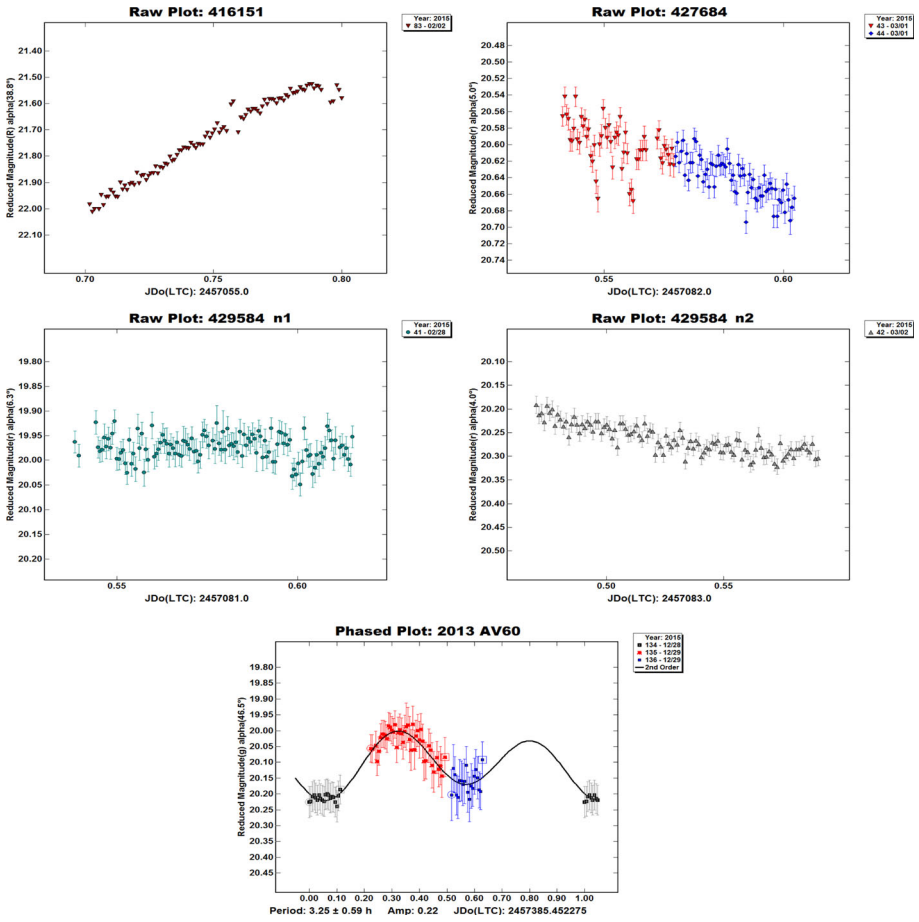 Raw Plot: 416151
Year: 2015
83 - 02/02
Reduced Magnitude(R) alpha(38.8°)
21.40
21.50
21.60
21.70
21.80
21.90
22.00
22.10
0.70
0.75
0.80
JDo(LTC): 2457055.0
Raw Plot: 427684
Year: 2015
43 - 03/01
44 - 03/01
Reduced Magnitude(r) alpha(5.0°)
20.48
20.50
20.52
20.54
20.56
20.58
20.60
20.62
20.64
20.66
20.68
20.70
20.72
20.74
0.55
0.60
JDo(LTC): 2457082.0
Raw Plot: 429584 n1
Year: 2015
41 - 02/28
Reduced Magnitude(r) alpha(6.3°)
19.80
19.85
19.90
19.95
20.00
20.05
20.10
20.15
20.20
0.55
0.60
JDo(LTC): 2457081.0
Raw Plot: 429584 n2
Year: 2015
42 - 03/02
Reduced Magnitude(r) alpha(4.0°)
20.10
20.15
20.20
20.25
20.30
20.35
20.40
20.45
20.50
0.50
0.55
JDo(LTC): 2457083.0
Phased Plot: 2013 AV60
Year: 2015
134 - 12/28
135 - 12/29
136 - 12/29
2nd Order
Reduced Magnitude(g) alpha(46.5°)
19.80
19.85
19.90
19.95
20.00
20.05
20.10
20.15
20.20
20.25
20.30
20.35
20.40
20.45
0.00 0.10 0.20 0.30 0.40 0.50 0.60 0.70 0.80 0.90 1.00
Period: 3.25 ± 0.59 h Amp: 0.22 JDo(LTC): 2457385.452275